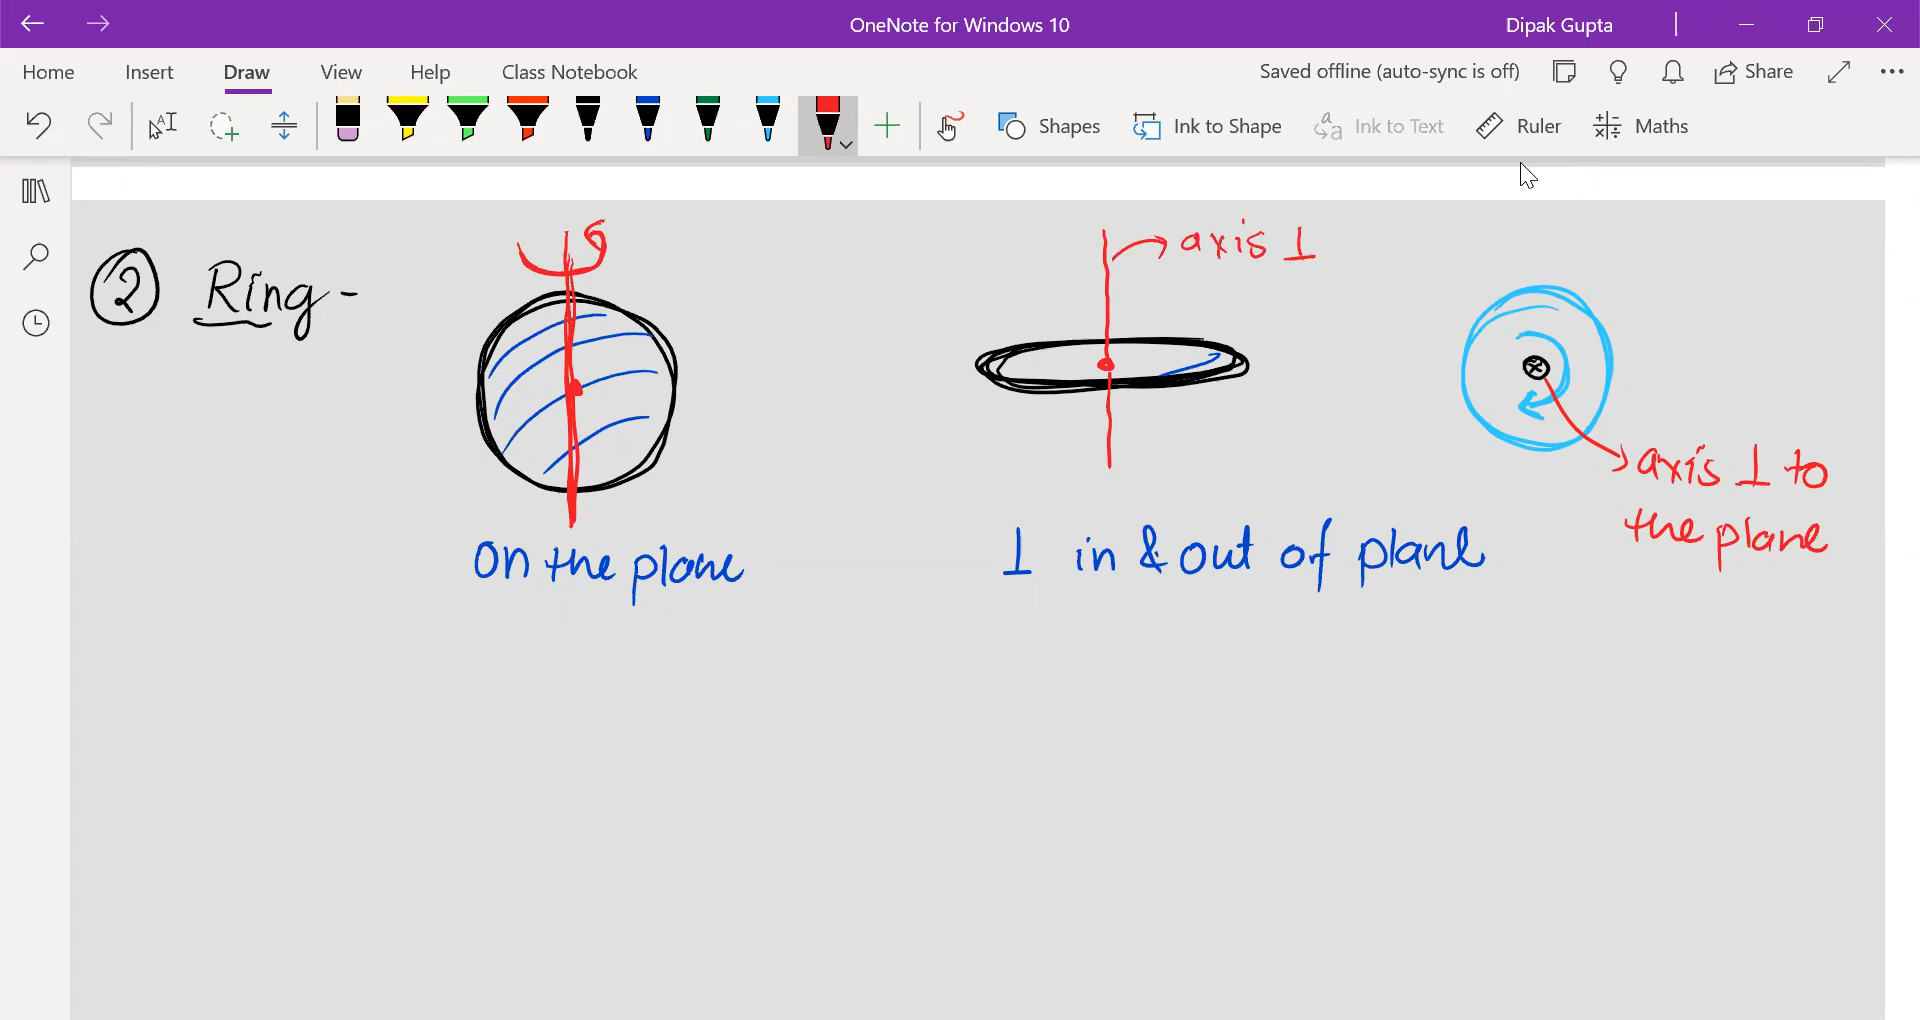 OneNote for Windows 10
Dipak Gupta
Home Insert Draw View Help Class Notebook
Saved offline (auto-sync is off)
Share
Shapes
Ink to Shape
Ink to Text
Ruler
Maths
② Ring -
axis ⊥
axis ⊥ to
the plane
on the plane
⊥ in & out of plane